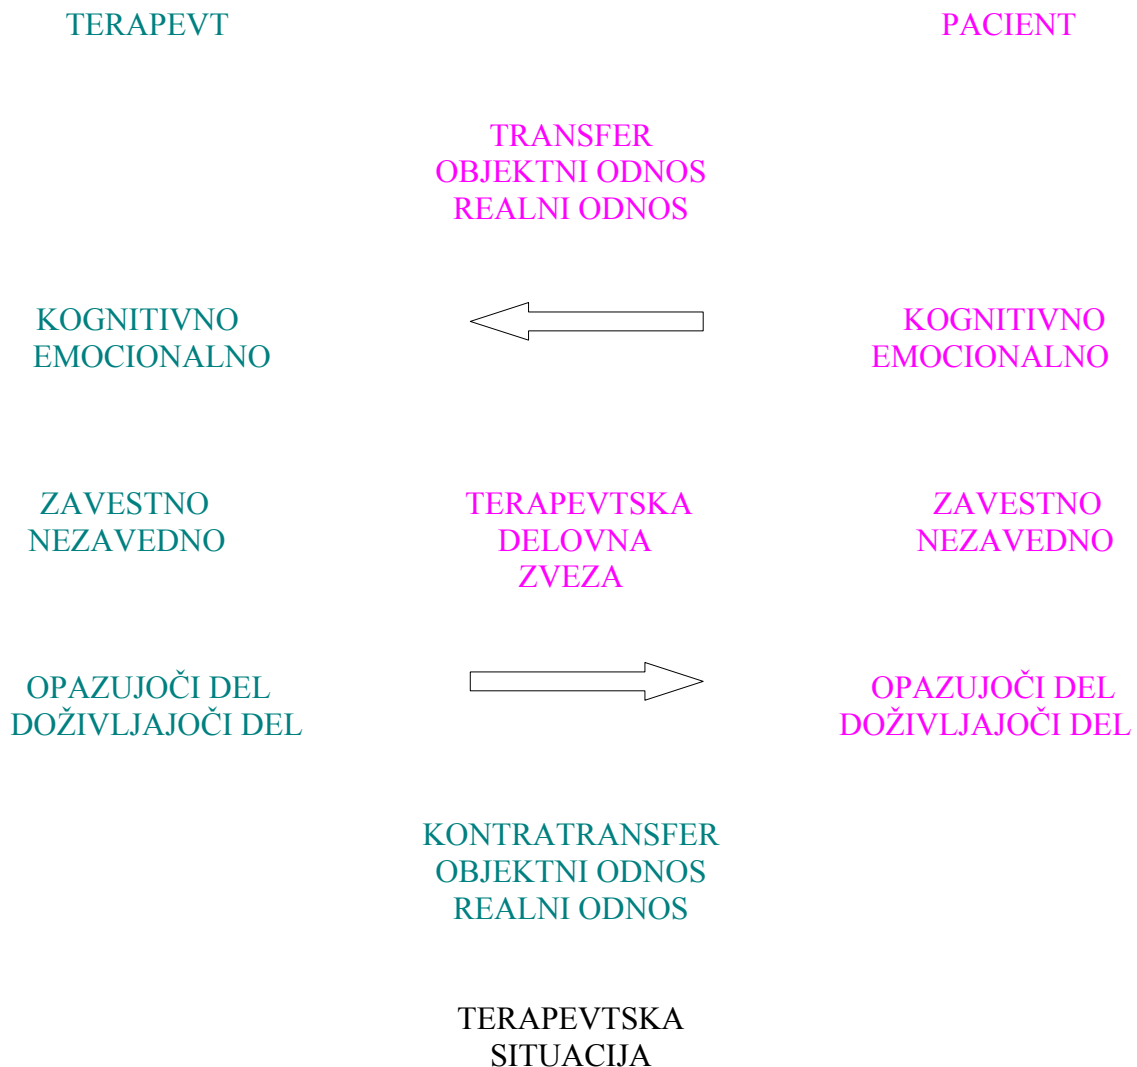 TERAPEVT PACIENT
TRANSFER
OBJEKTNI ODNOS
REALNI ODNOS
KOGNITIVNO KOGNITIVNO
EMOCIONALNO EMOCIONALNO
ZAVESTNO TERAPEVTSKA ZAVESTNO
NEZAVEDNO DELOVNA NEZAVEDNO
ZVEZA
OPAZUJOČI DEL OPAZUJOČI DEL
DOŽIVLJAJOČI DEL DOŽIVLJAJOČI DEL
KONTRATRANSFER
OBJEKTNI ODNOS
REALNI ODNOS
TERAPEVTSKA
SITUACIJA